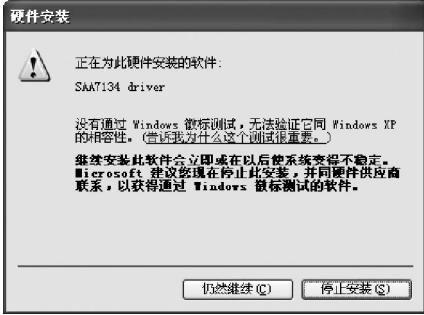 硬件安装
正在为此硬件安装的软件:
SAA7134 driver
没有通过 Windows 徽标测试，无法验证它同 Windows XP
的相容性。(告诉我为什么这个测试很重要。)
继续安装此软件会立即或在以后使系统变得不稳定。
Microsoft 建议您现在停止此安装，并同硬件供应商
联系，以获得通过 Windows 徽标测试的软件。
仍然继续(C)
停止安装(S)